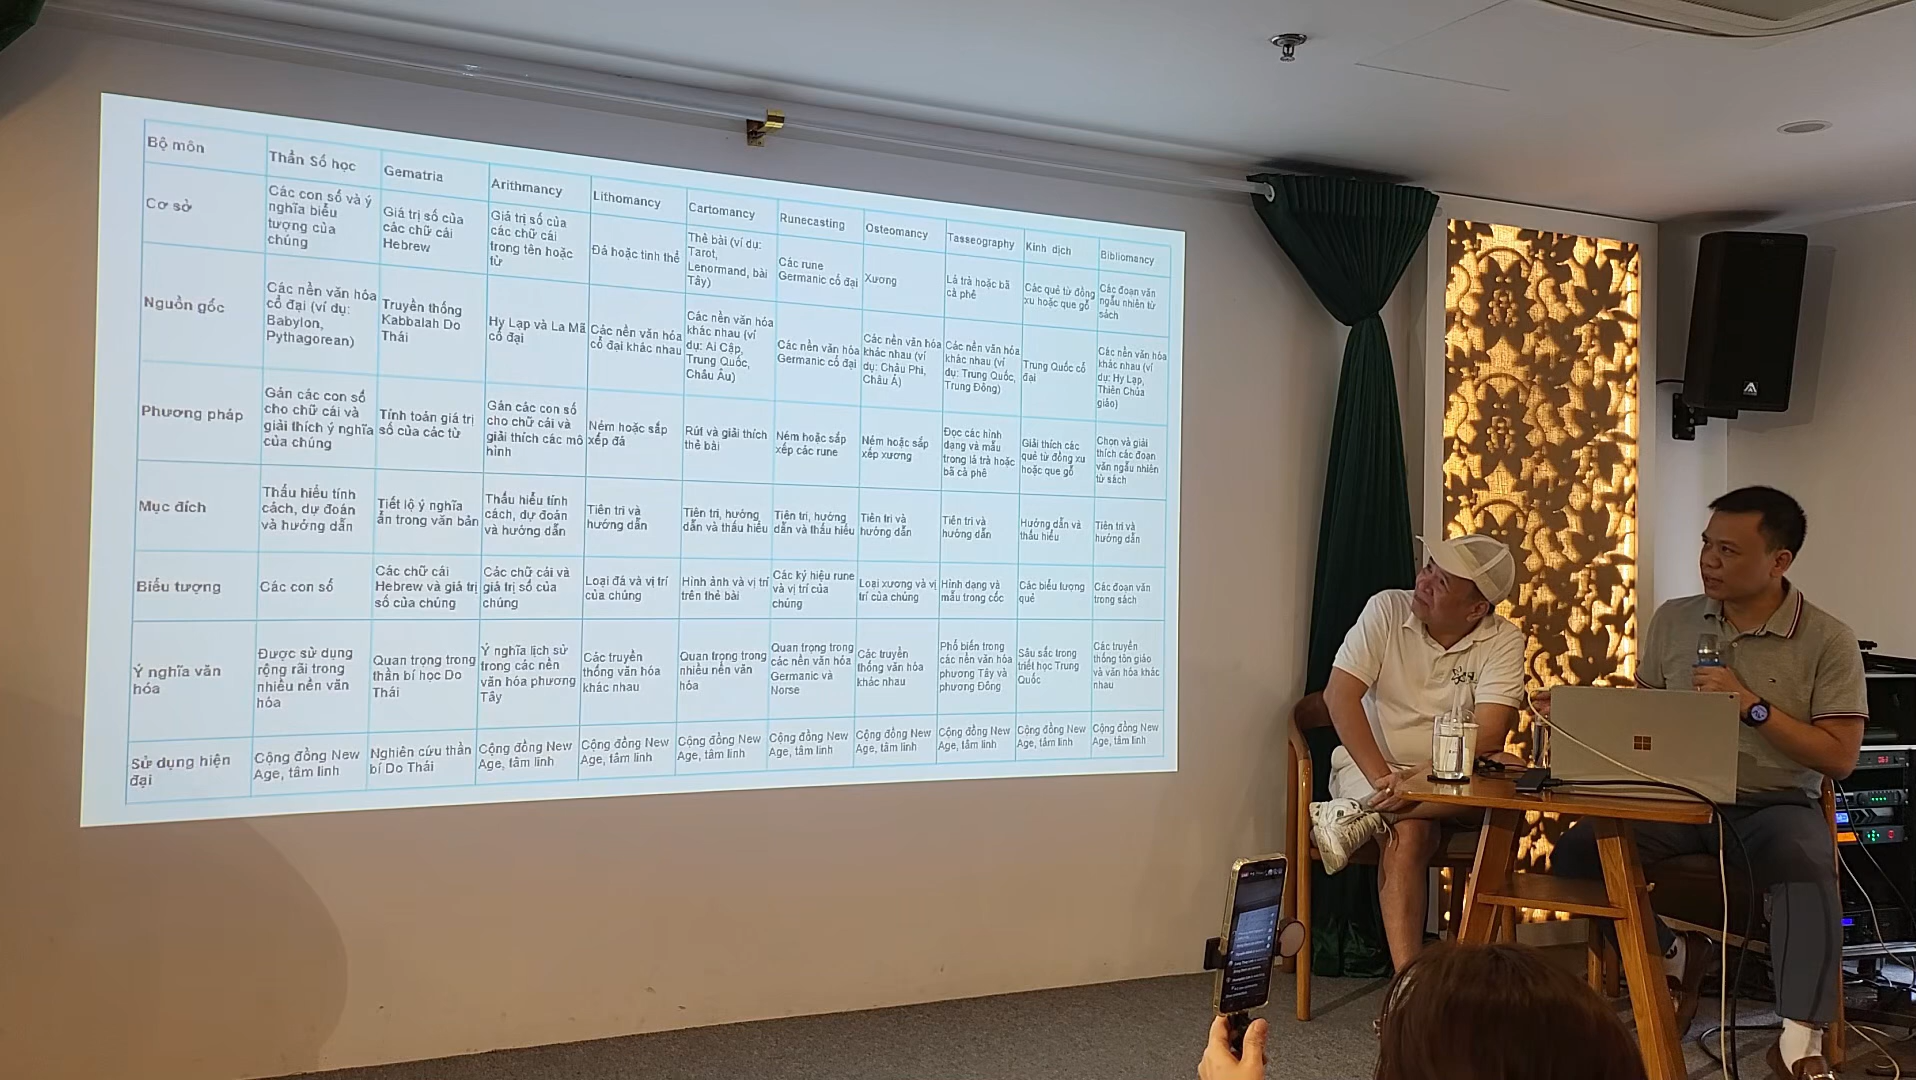 Bộ môn
Thần Số học
Gematria
Arithmancy
Lithomancy
Cartomancy
Runecasting
Osteomancy
Tasseography
Kinh dịch
Bibliomancy
Cơ sở
Các con số và ý
nghĩa biểu
tượng của
chúng
Giá trị số của
các chữ cái
Hebrew
Giá trị số của
các chữ cái
trong tên hoặc
từ
Đá hoặc tinh thể
Thẻ bài (ví dụ:
Tarot,
Lenormand, bài
Tây)
Các rune
Germanic cổ đại
Xương
Lá trà hoặc bã
cà phê
Các quẻ từ đồng
xu hoặc que gỗ
Các đoạn văn
ngẫu nhiên từ
sách
Nguồn gốc
Các nền văn hóa
cổ đại (ví dụ:
Babylon,
Pythagorean)
Truyền thống
Kabbalah Do
Thái
Hy Lạp và La Mã
cổ đại
Các nền văn hóa
cổ đại khác nhau
Các nền văn hóa
khác nhau (ví
dụ: Ai Cập,
Trung Quốc,
Châu Âu)
Các nền văn hóa
Germanic cổ đại
Các nền văn hóa
khác nhau (ví
dụ: Châu Phi,
Châu Á)
Các nền văn hóa
khác nhau (ví
dụ: Trung Quốc,
Trung Đông)
Trung Quốc cổ
đại
Các nền văn hóa
khác nhau (ví
dụ: Hy Lạp,
Thiên Chúa
giáo)
Phương pháp
Gán các con số
cho chữ cái và
giải thích ý nghĩa
của chúng
Tính toán giá trị
số của các từ
Gán các con số
cho chữ cái và
giải thích các mô
hình
Ném hoặc sắp
xếp đá
Rút và giải thích
thẻ bài
Ném hoặc sắp
xếp các rune
Ném hoặc sắp
xếp xương
Đọc các hình
dạng và mẫu
trong lá trà hoặc
bã cà phê
Giải thích các
quẻ từ đồng xu
hoặc que gỗ
Chọn và giải
thích các đoạn
văn ngẫu nhiên
từ sách
Mục đích
Thấu hiểu tính
cách, dự đoán
và hướng dẫn
Tiết lộ ý nghĩa
ẩn trong văn bản
Thấu hiểu tính
cách, dự đoán
và hướng dẫn
Tiên tri và
hướng dẫn
Tiên tri, hướng
dẫn và thấu hiểu
Tiên tri, hướng
dẫn và thấu hiểu
Tiên tri và
hướng dẫn
Tiên tri và
hướng dẫn
Hướng dẫn và
thấu hiểu
Tiên tri và
hướng dẫn
Biểu tượng
Các con số
Các chữ cái
Hebrew và giá trị
số của chúng
Các chữ cái và
giá trị số của
chúng
Loại đá và vị trí
của chúng
Hình ảnh và vị trí
trên thẻ bài
Các ký hiệu rune
và vị trí của
chúng
Loại xương và vị
trí của chúng
Hình dạng và
mẫu trong cốc
Các biểu tượng
quẻ
Các đoạn văn
trong sách
Ý nghĩa văn
hóa
Được sử dụng
rộng rãi trong
nhiều nền văn
hóa
Quan trọng trong
thần bí học Do
Thái
Ý nghĩa lịch sử
trong các nền
văn hóa phương
Tây
Các truyền
thống văn hóa
khác nhau
Quan trọng trong
nhiều nền văn
hóa
Quan trọng trong
các nền văn hóa
Germanic và
Norse
Các truyền
thống văn hóa
khác nhau
Phổ biến trong
các nền văn hóa
phương Tây và
phương Đông
Sâu sắc trong
triết học Trung
Quốc
Các truyền
thống tôn giáo
và văn hóa khác
nhau
Sử dụng hiện
đại
Cộng đồng New
Age, tâm linh
Nghiên cứu thần
bí Do Thái
Cộng đồng New
Age, tâm linh
Cộng đồng New
Age, tâm linh
Cộng đồng New
Age, tâm linh
Cộng đồng New
Age, tâm linh
Cộng đồng New
Age, tâm linh
Cộng đồng New
Age, tâm linh
Cộng đồng New
Age, tâm linh
Cộng đồng New
Age, tâm linh